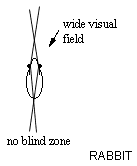 wide visual
field
no blind zone
RABBIT